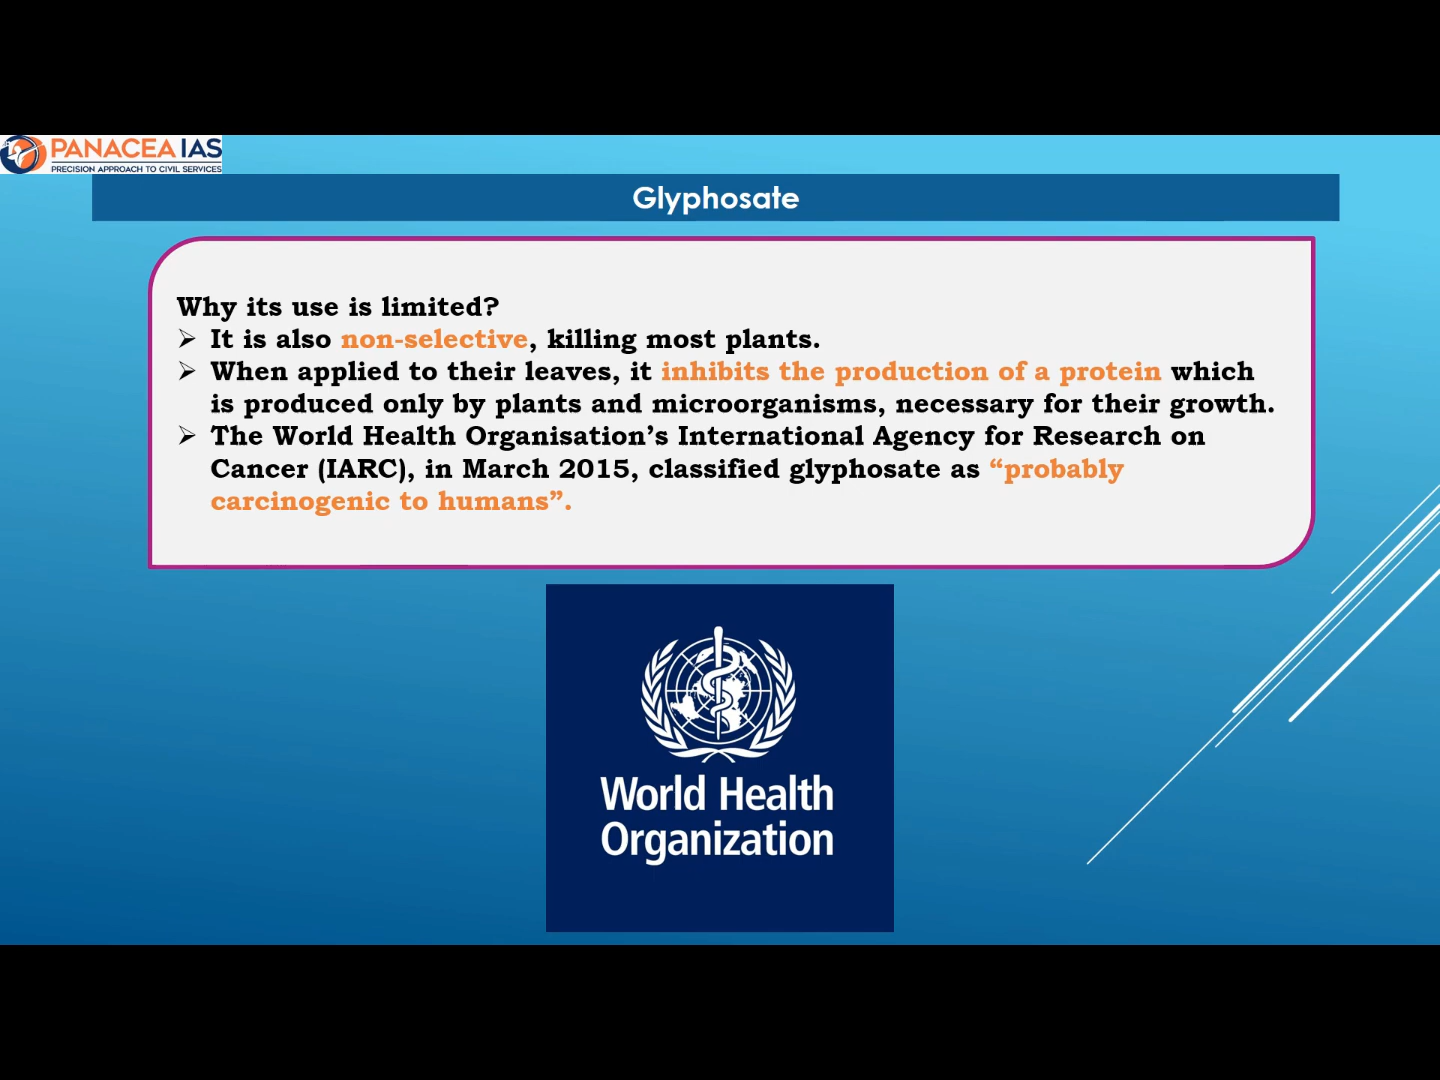 PANACEA IAS
PRECISION APPROACH TO CIVIL SERVICES
Glyphosate
Why its use is limited?
➢ It is also non-selective, killing most plants.
➢ When applied to their leaves, it inhibits the production of a protein which
is produced only by plants and microorganisms, necessary for their growth.
➢ The World Health Organisation’s International Agency for Research on
Cancer (IARC), in March 2015, classified glyphosate as “probably
carcinogenic to humans”.
World Health
Organization